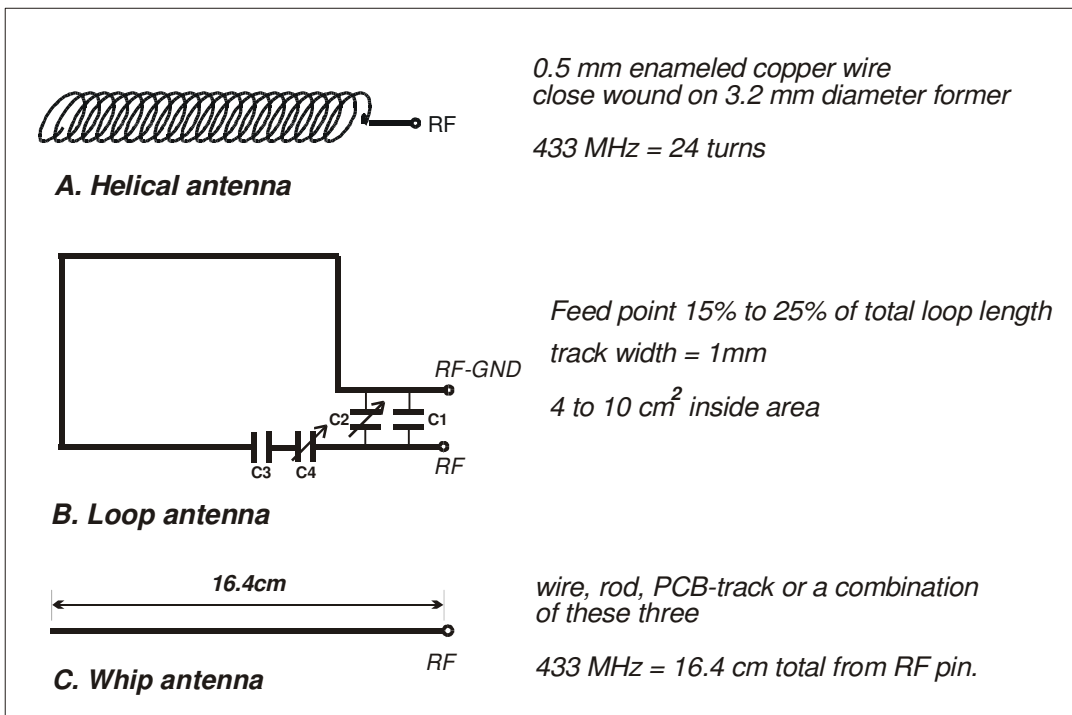 0.5 mm enameled copper wire
close wound on 3.2 mm diameter former
RF
433 MHz = 24 turns
A. Helical antenna
Feed point 15% to 25% of total loop length
track width = 1mm
RF-GND
4 to 10 cm² inside area
C2
C1
C3
C4
RF
B. Loop antenna
16.4cm
wire, rod, PCB-track or a combination
of these three
RF
433 MHz = 16.4 cm total from RF pin.
C. Whip antenna